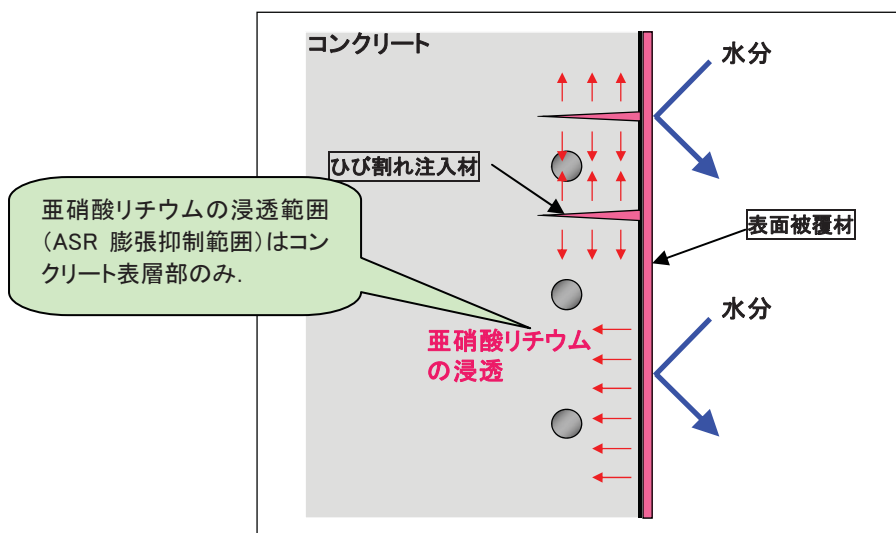 コンクリート
水分
ひび割れ注入材
亜硝酸リチウムの浸透範囲
(ASR 膨張抑制範囲)はコン
クリート表層部のみ.
表面被覆材
水分
亜硝酸リチウム
の浸透